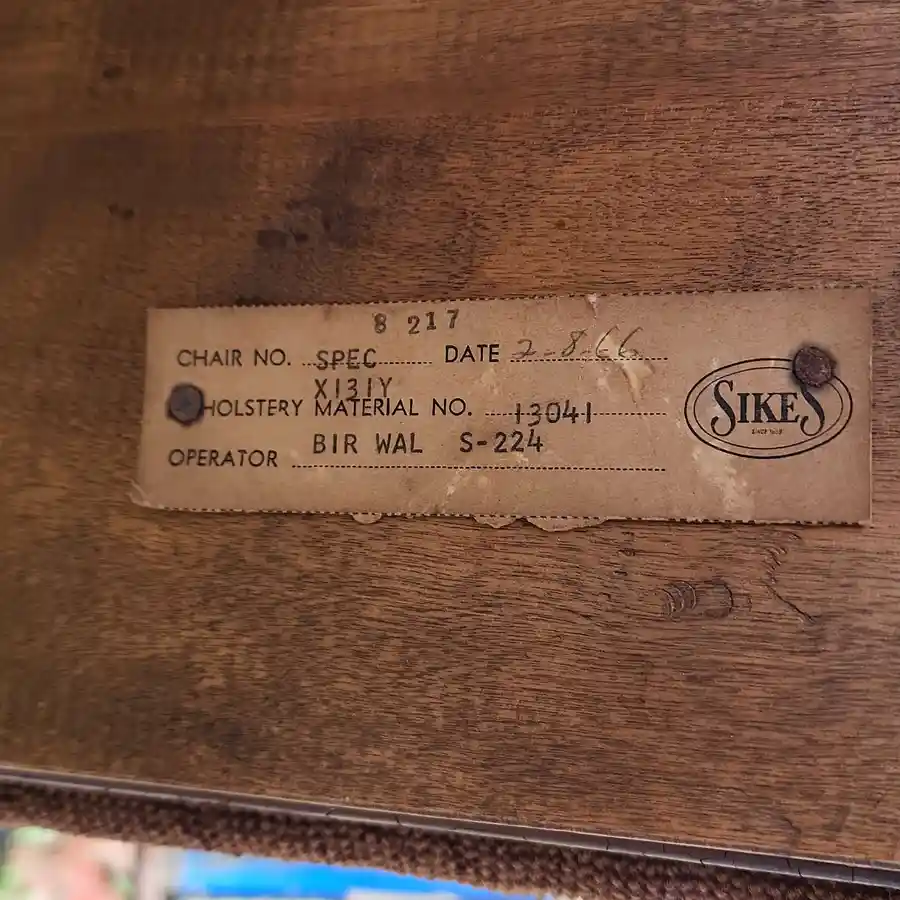 8 217
CHAIR NO. SPEC DATE 2-8-66
X131Y
HOLSTERY MATERIAL NO. 13041
BIR WAL S-224
OPERATOR
SIKES